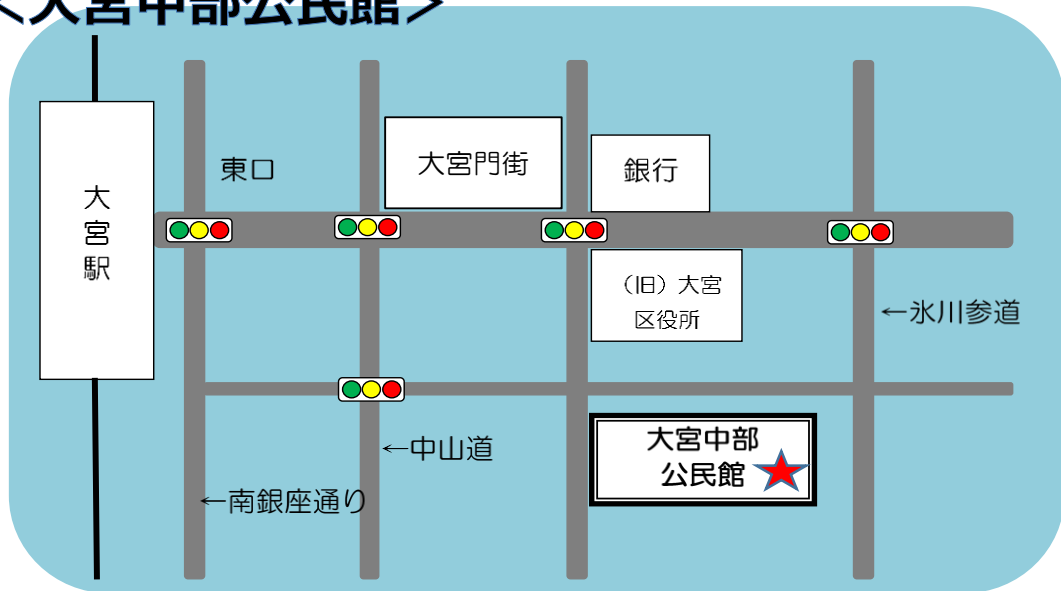 ＜大宮中部公民館＞
大宮駅
東口
大宮門街
銀行
（旧）大宮
区役所
←氷川参道
大宮中部
公民館
←中山道
←南銀座通り